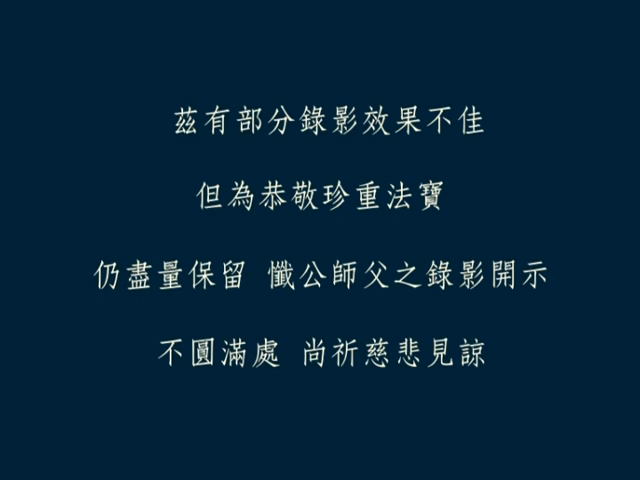 茲有部分錄影效果不佳
但為恭敬珍重法寶
仍盡量保留 懺公師父之錄影開示
不圓滿處 尚祈慈悲見諒